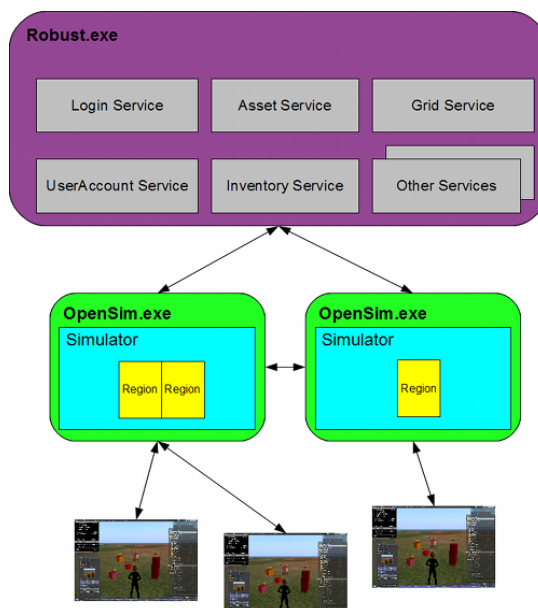 Robust.exe
Login Service
Asset Service
Grid Service
UserAccount Service
Inventory Service
Other Services
OpenSim.exe
Simulator
Region
Region
OpenSim.exe
Simulator
Region